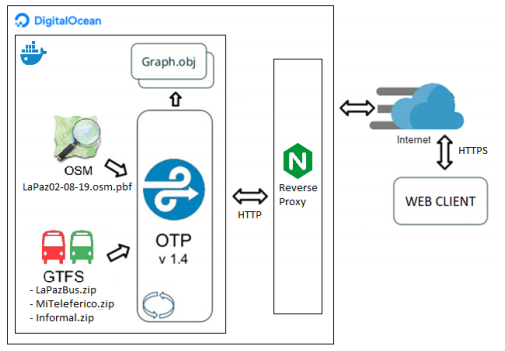 DigitalOcean
Graph.obj
OSM
LaPaz02-08-19.osm.pbf
GTFS
- LaPazBus.zip
- MiTeleferico.zip
- Informal.zip
OTP
v 1.4
HTTP
N
Reverse
Proxy
Internet
HTTPS
WEB CLIENT